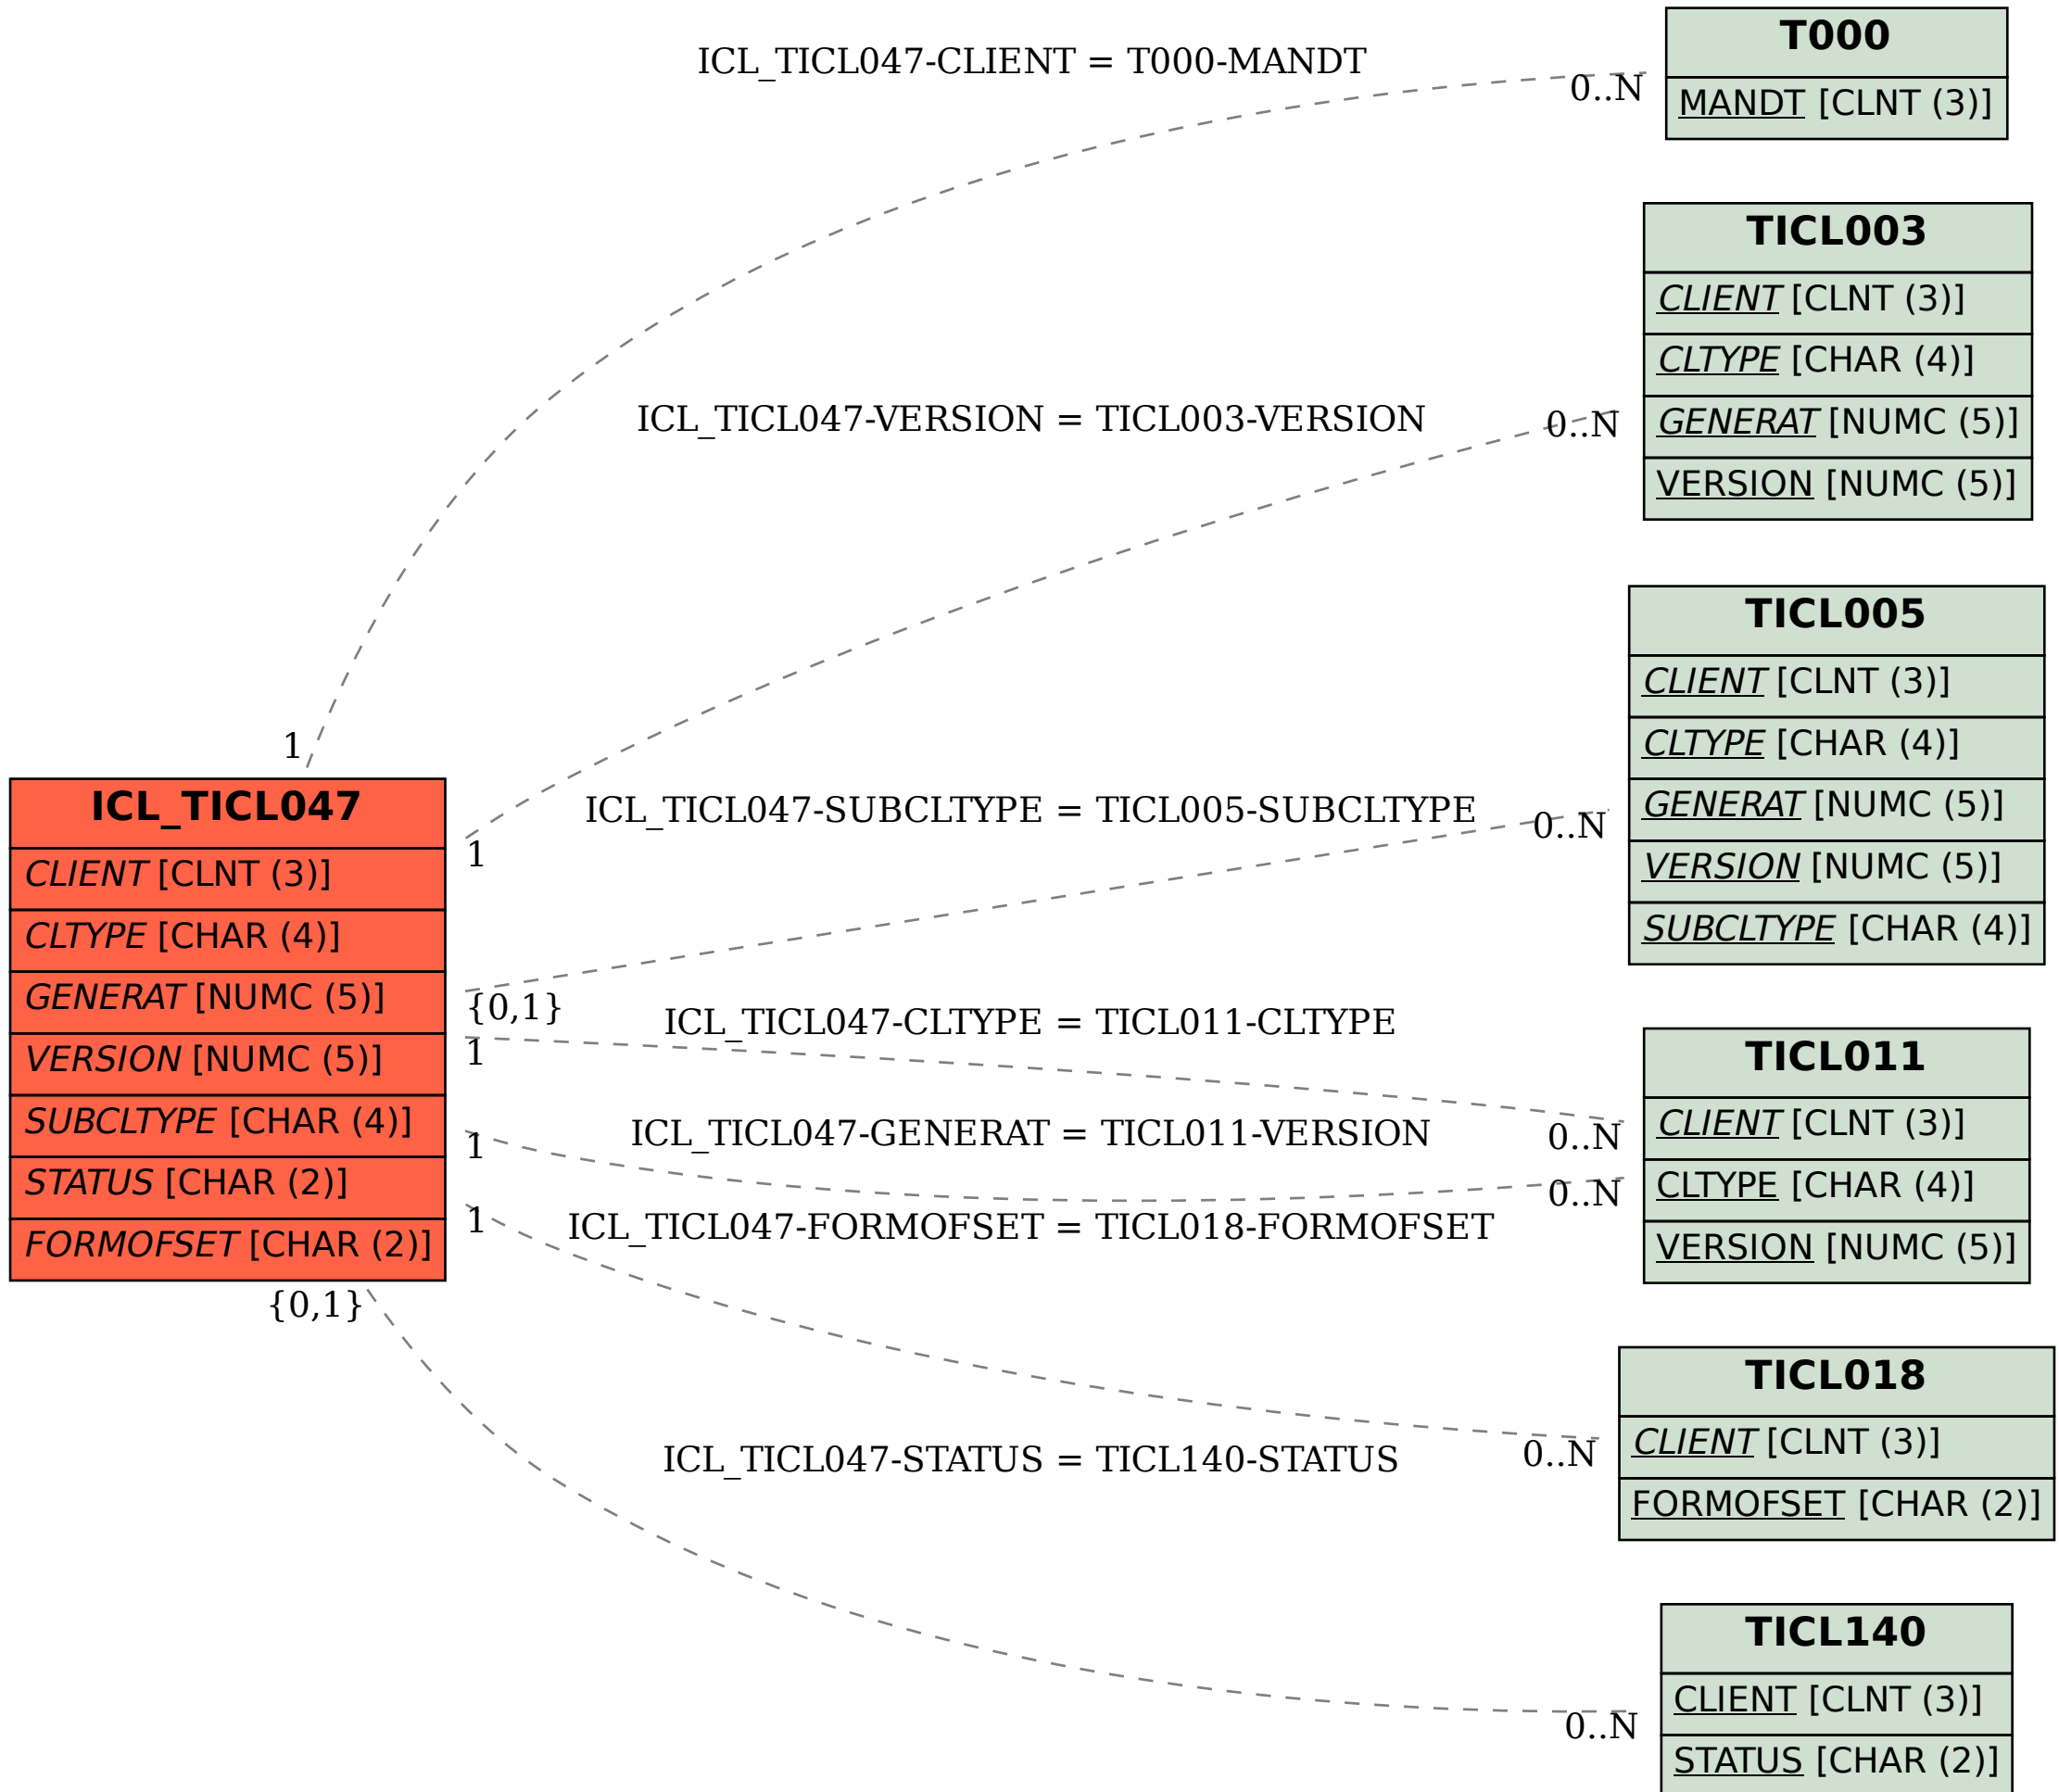 ICL_TICL047-CLIENT = T000-MANDT
0..N
1
T000
MANDT [CLNT (3)]
ICL_TICL047-VERSION = TICL003-VERSION
0..N
1
TICL003
CLIENT [CLNT (3)]
CLTYPE [CHAR (4)]
GENERAT [NUMC (5)]
VERSION [NUMC (5)]
ICL_TICL047-SUBCLTYPE = TICL005-SUBCLTYPE
0..N
{0,1}
TICL005
CLIENT [CLNT (3)]
CLTYPE [CHAR (4)]
GENERAT [NUMC (5)]
VERSION [NUMC (5)]
SUBCLTYPE [CHAR (4)]
ICL_TICL047
CLIENT [CLNT (3)]
CLTYPE [CHAR (4)]
GENERAT [NUMC (5)]
VERSION [NUMC (5)]
SUBCLTYPE [CHAR (4)]
STATUS [CHAR (2)]
FORMOFSET [CHAR (2)]
ICL_TICL047-CLTYPE = TICL011-CLTYPE
1
0..N
ICL_TICL047-GENERAT = TICL011-VERSION
1
0..N
TICL011
CLIENT [CLNT (3)]
CLTYPE [CHAR (4)]
VERSION [NUMC (5)]
ICL_TICL047-FORMOFSET = TICL018-FORMOFSET
1
0..N
TICL018
CLIENT [CLNT (3)]
FORMOFSET [CHAR (2)]
{0,1}
ICL_TICL047-STATUS = TICL140-STATUS
0..N
TICL140
CLIENT [CLNT (3)]
STATUS [CHAR (2)]